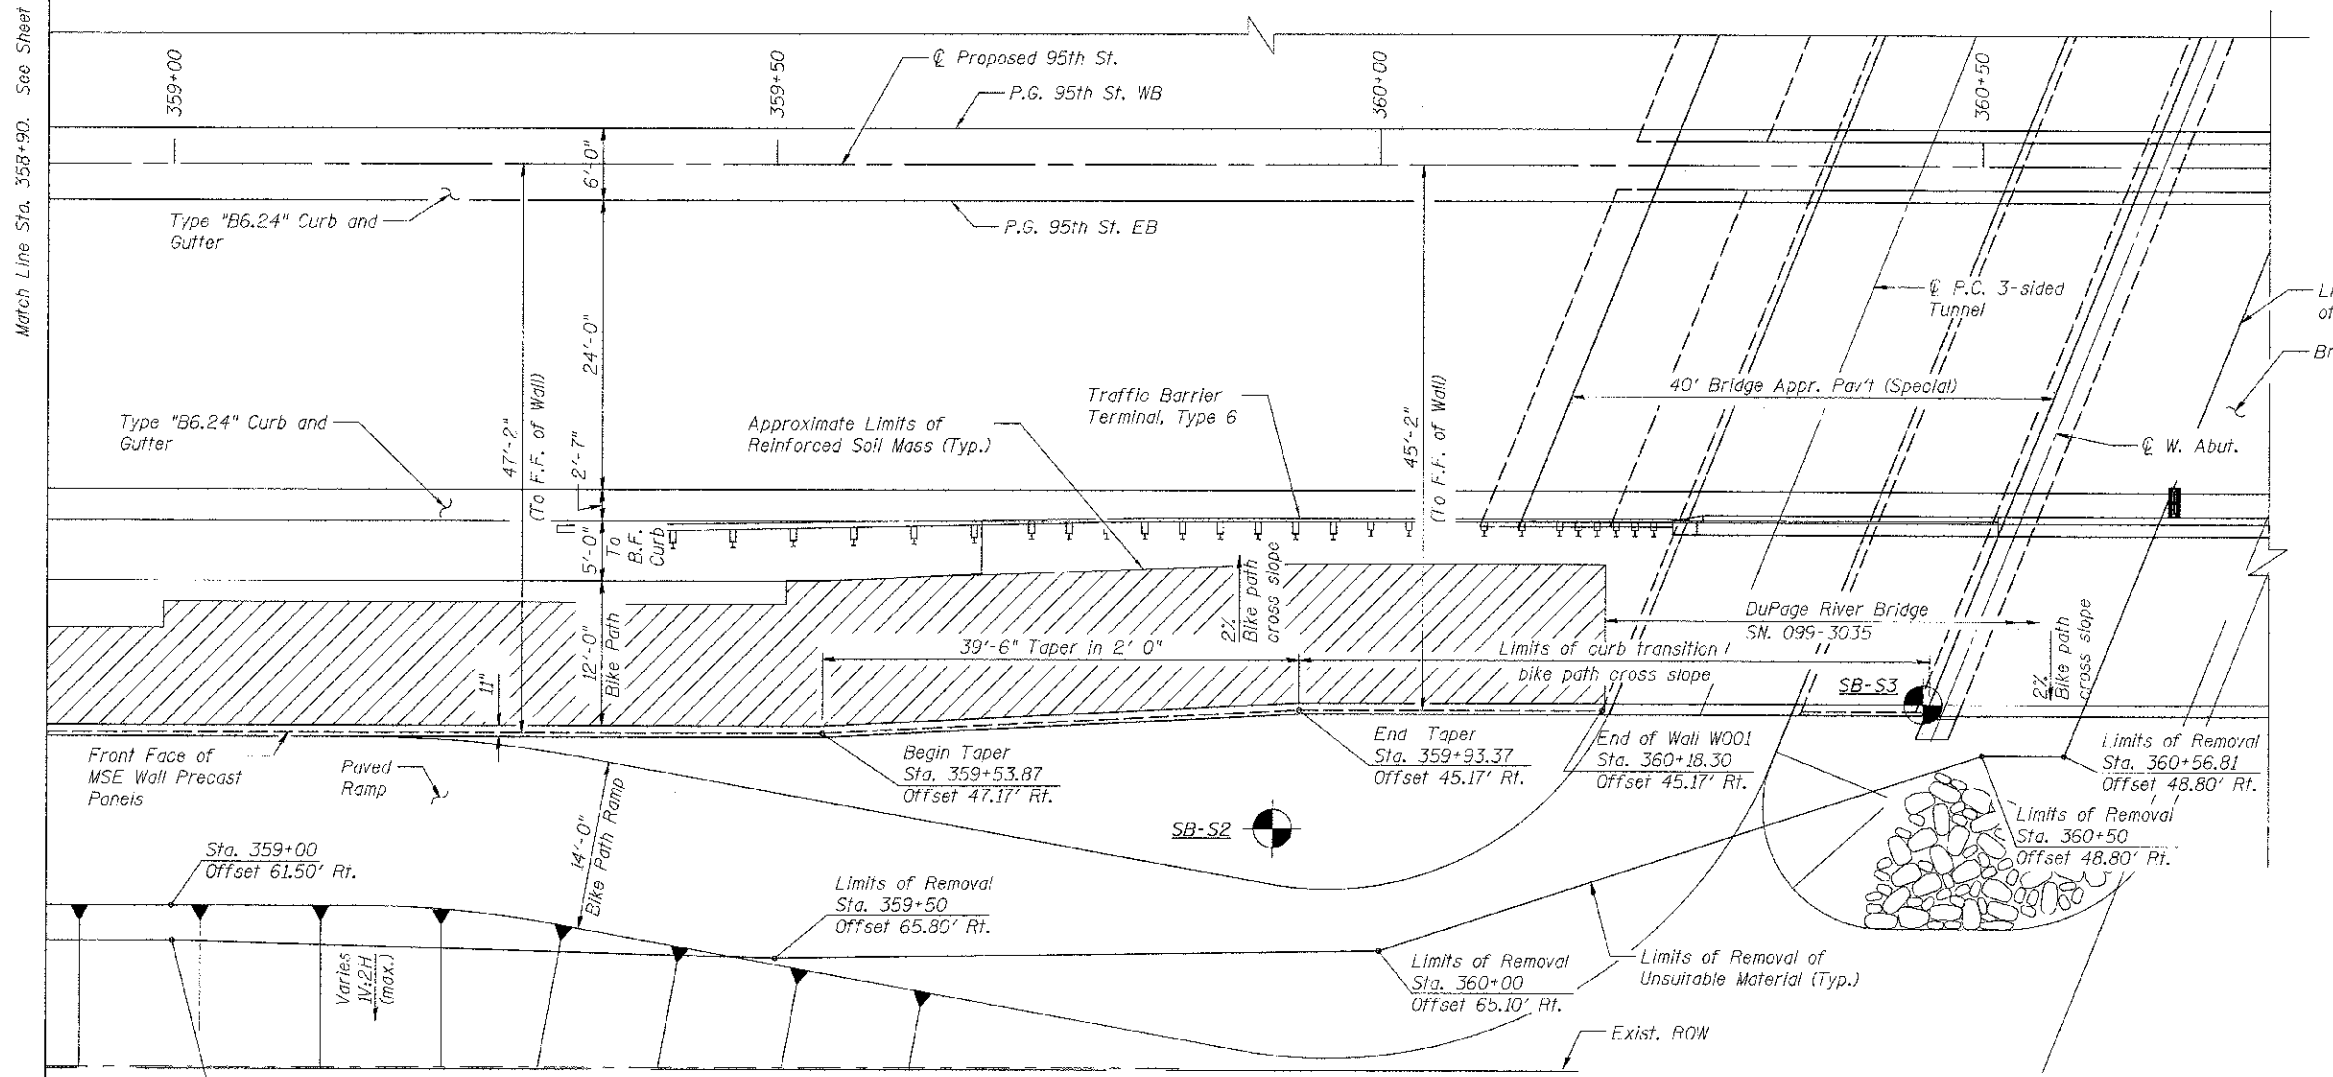 Match Line Sta. 358+90. See Sheet
359+00
359+50
360+00
360+50
℄ Proposed 95th St.
P.G. 95th St. WB
6'-0"
Type "B6.24" Curb and
Gutter
P.G. 95th St. EB
℄ P.C. 3-sided
Tunnel
24'-0"
47'-2"
(To F.F. of Wall)
45'-2"
(To F.F. of Wall)
40' Bridge Appr. Pav't (Special)
Traffic Barrier
Terminal, Type 6
Approximate Limits of
Reinforced Soil Mass (Typ.)
Type "B6.24" Curb and
Gutter
℄ W. Abut.
2'-7"
5'-0"
To
B.F.
Curb
2%
Bike path
cross slope
DuPage River Bridge
SN. 099-3035
2%
Bike path
cross slope
12'-0"
Bike Path
39'-6" Taper in 2' 0"
Limits of curb transition /
bike path cross slope
11"
SB-S3
Front Face of
MSE Wall Precast
Panels
Paved
Ramp
Begin Taper
Sta. 359+53.87
Offset 47.17' Rt.
End Taper
Sta. 359+93.37
Offset 45.17' Rt.
End of Wall W001
Sta. 360+18.30
Offset 45.17' Rt.
Limits of Removal
Sta. 360+56.81
Offset 48.80' Rt.
Limits of Removal
Sta. 360+50
Offset 48.80' Rt.
SB-S2
14'-0"
Bike Path Ramp
Sta. 359+00
Offset 61.50' Rt.
Limits of Removal
Sta. 359+50
Offset 65.80' Rt.
Varies
1V:2H
(max.)
Limits of Removal
Sta. 360+00
Offset 65.10' Rt.
Limits of Removal of
Unsuitable Material (Typ.)
Exist. ROW